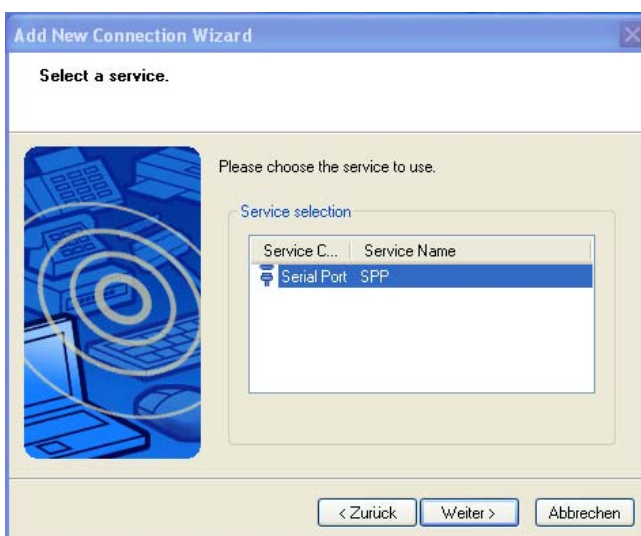 Add New Connection Wizard
Select a service.
Please choose the service to use.
Service selection
Service C... Service Name
Serial Port SPP
< Zurück Weiter > Abbrechen